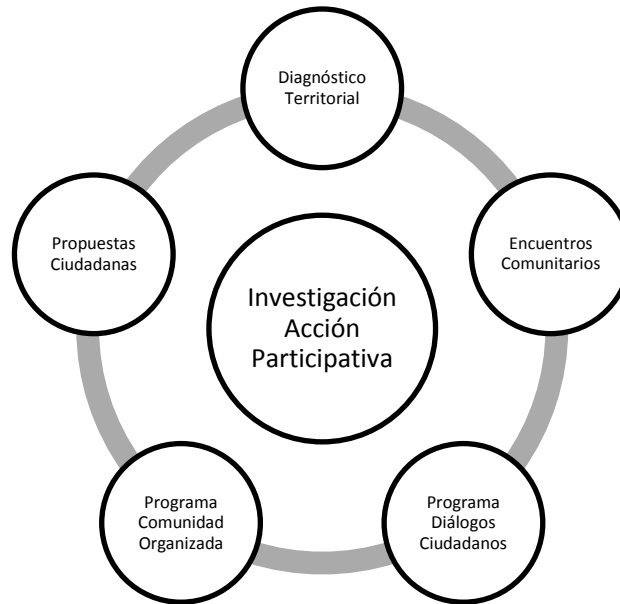 Diagnóstico
Territorial
Encuentros
Comunitarios
Programa
Diálogos
Ciudadanos
Programa
Comunidad
Organizada
Propuestas
Ciudadanas
Investigación
Acción
Participativa